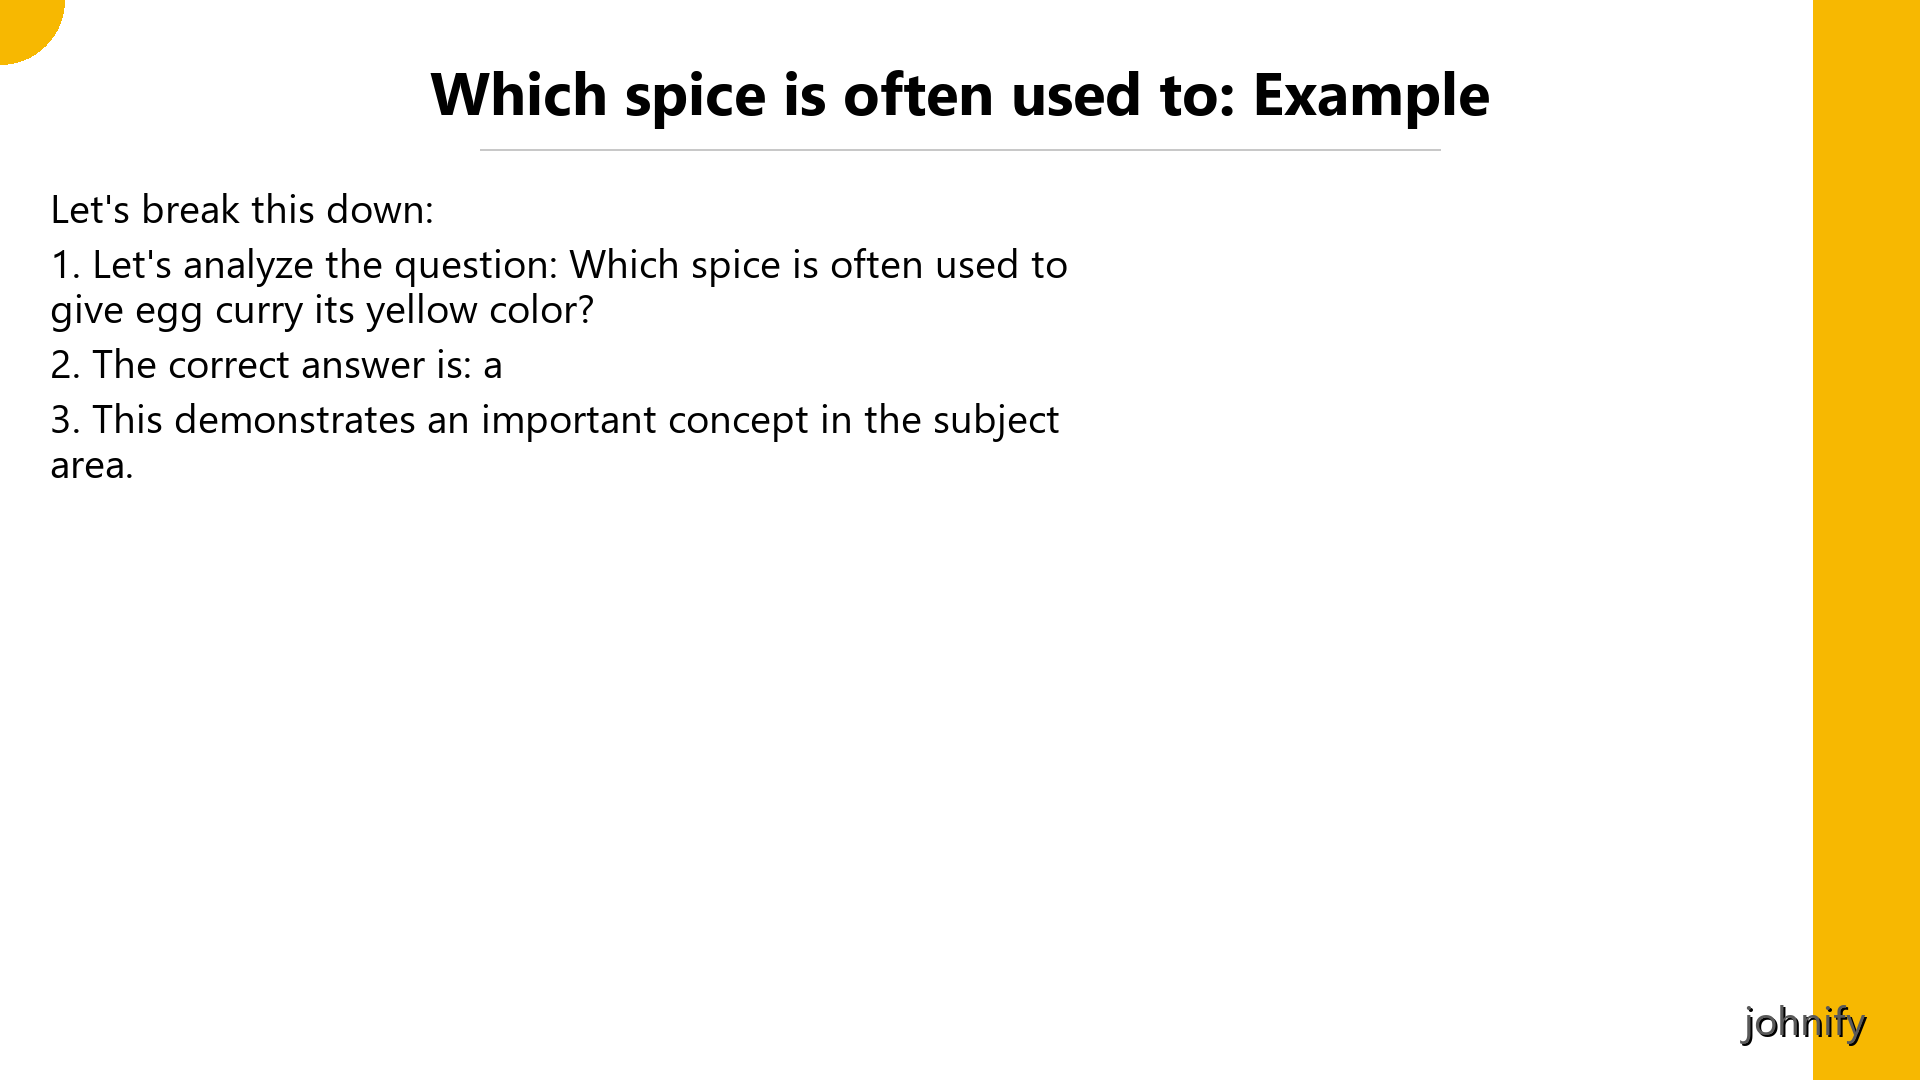 Which spice is often used to: Example
Let's break this down:
1. Let's analyze the question: Which spice is often used to
give egg curry its yellow color?
2. The correct answer is: a
3. This demonstrates an important concept in the subject
area.
johnify